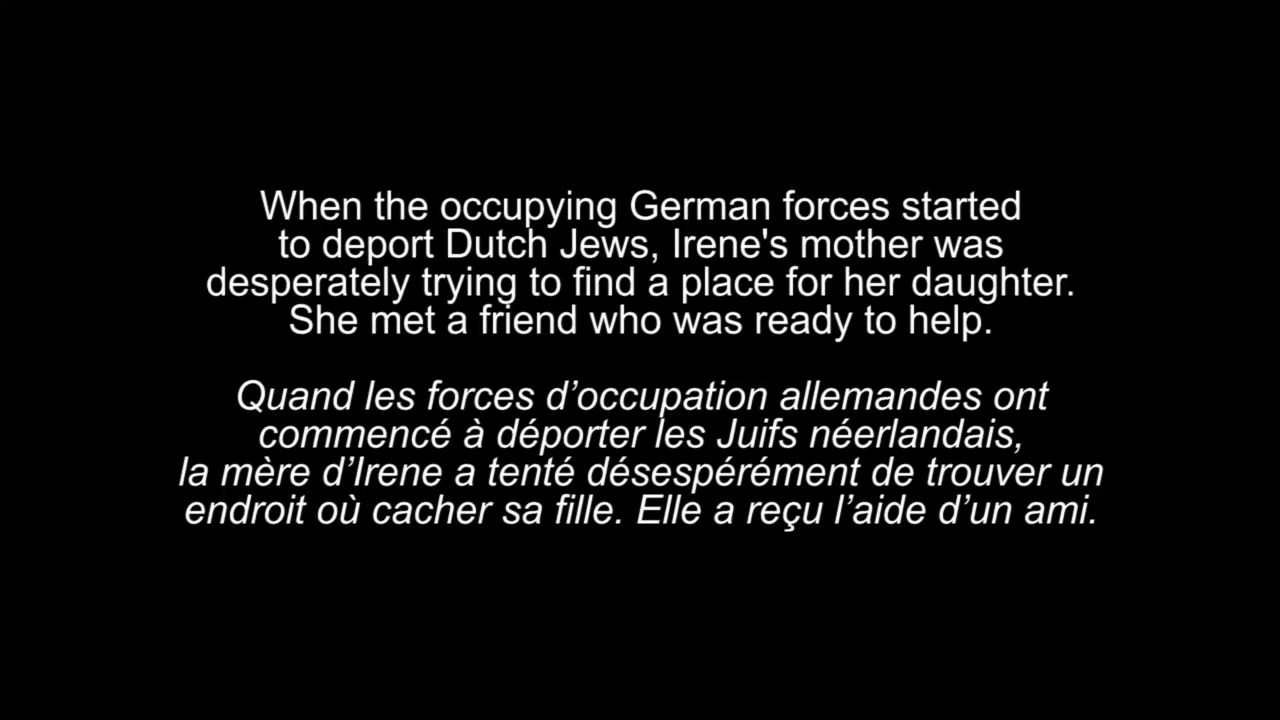 When the occupying German forces started
to deport Dutch Jews, Irene's mother was
desperately trying to find a place for her daughter.
She met a friend who was ready to help.
Quand les forces d’occupation allemandes ont
commencé à déporter les Juifs néerlandais,
la mère d’Irene a tenté désespérément de trouver un
endroit où cacher sa fille. Elle a reçu l’aide d’un ami.